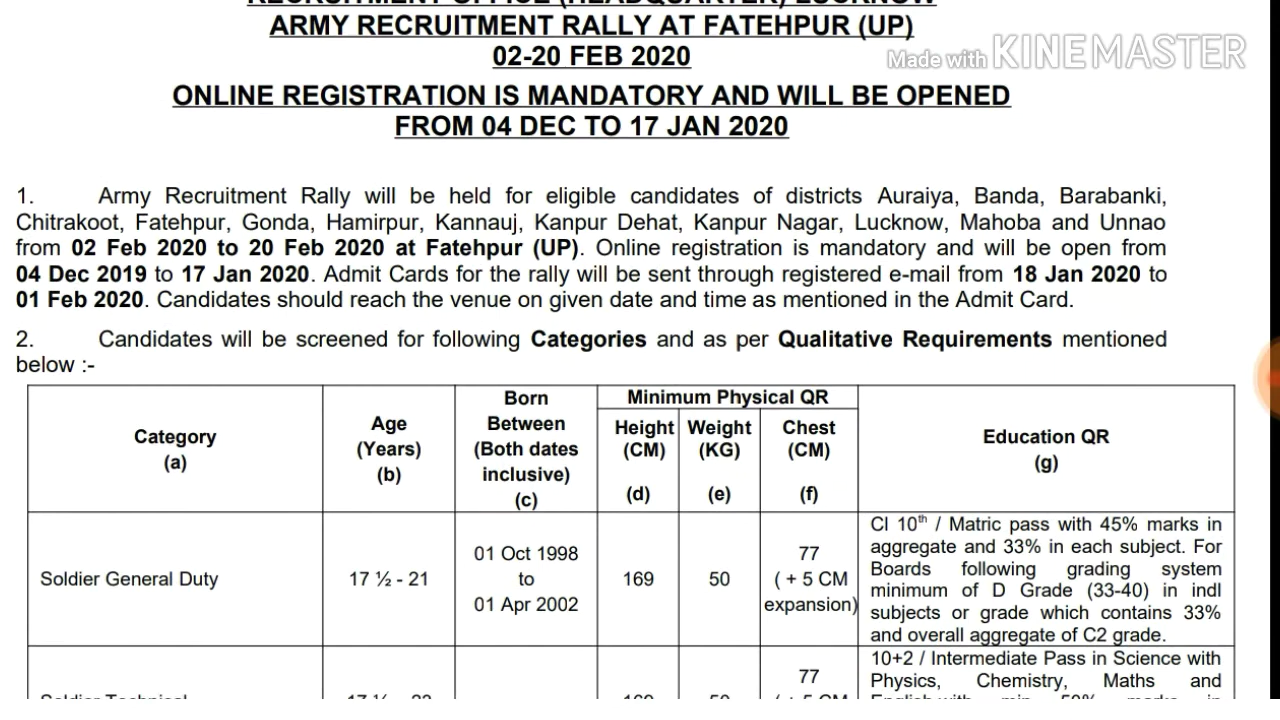 RECRUITMENT OFFICE (HEADQUARTER) LUCKNOW
ARMY RECRUITMENT RALLY AT FATEHPUR (UP)
02-20 FEB 2020
Made with KINEMASTER
ONLINE REGISTRATION IS MANDATORY AND WILL BE OPENED
FROM 04 DEC TO 17 JAN 2020
1. Army Recruitment Rally will be held for eligible candidates of districts Auraiya, Banda, Barabanki,
Chitrakoot, Fatehpur, Gonda, Hamirpur, Kannauj, Kanpur Dehat, Kanpur Nagar, Lucknow, Mahoba and Unnao
from 02 Feb 2020 to 20 Feb 2020 at Fatehpur (UP). Online registration is mandatory and will be open from
04 Dec 2019 to 17 Jan 2020. Admit Cards for the rally will be sent through registered e-mail from 18 Jan 2020 to
01 Feb 2020. Candidates should reach the venue on given date and time as mentioned in the Admit Card.
2. Candidates will be screened for following Categories and as per Qualitative Requirements mentioned
below :-
Category
(a)
Age
(Years)
(b)
Born
Between
(Both dates
inclusive)
(c)
Minimum Physical QR
Height
(CM)
(d)
Weight
(KG)
(e)
Chest
(CM)
(f)
Education QR
(g)
Soldier General Duty
17 ½ - 21
01 Oct 1998
to
01 Apr 2002
169
50
77
( + 5 CM
expansion)
Cl 10th / Matric pass with 45% marks in
aggregate and 33% in each subject. For
Boards following grading system
minimum of D Grade (33-40) in indl
subjects or grade which contains 33%
and overall aggregate of C2 grade.
Soldier Technical
77
10+2 / Intermediate Pass in Science with
Physics, Chemistry, Maths and